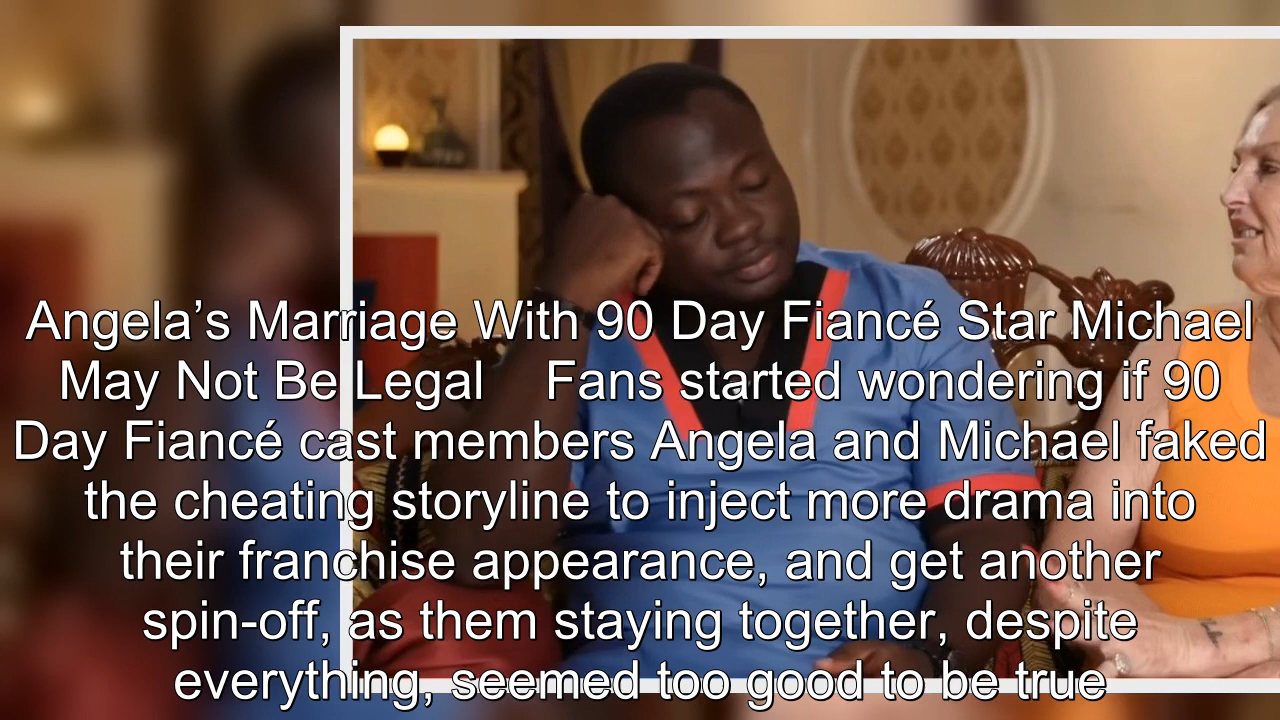 Angela’s Marriage With 90 Day Fiancé Star Michael
May Not Be Legal    Fans started wondering if 90
Day Fiancé cast members Angela and Michael faked
the cheating storyline to inject more drama into
their franchise appearance, and get another
spin-off, as them staying together, despite
everything, seemed too good to be true